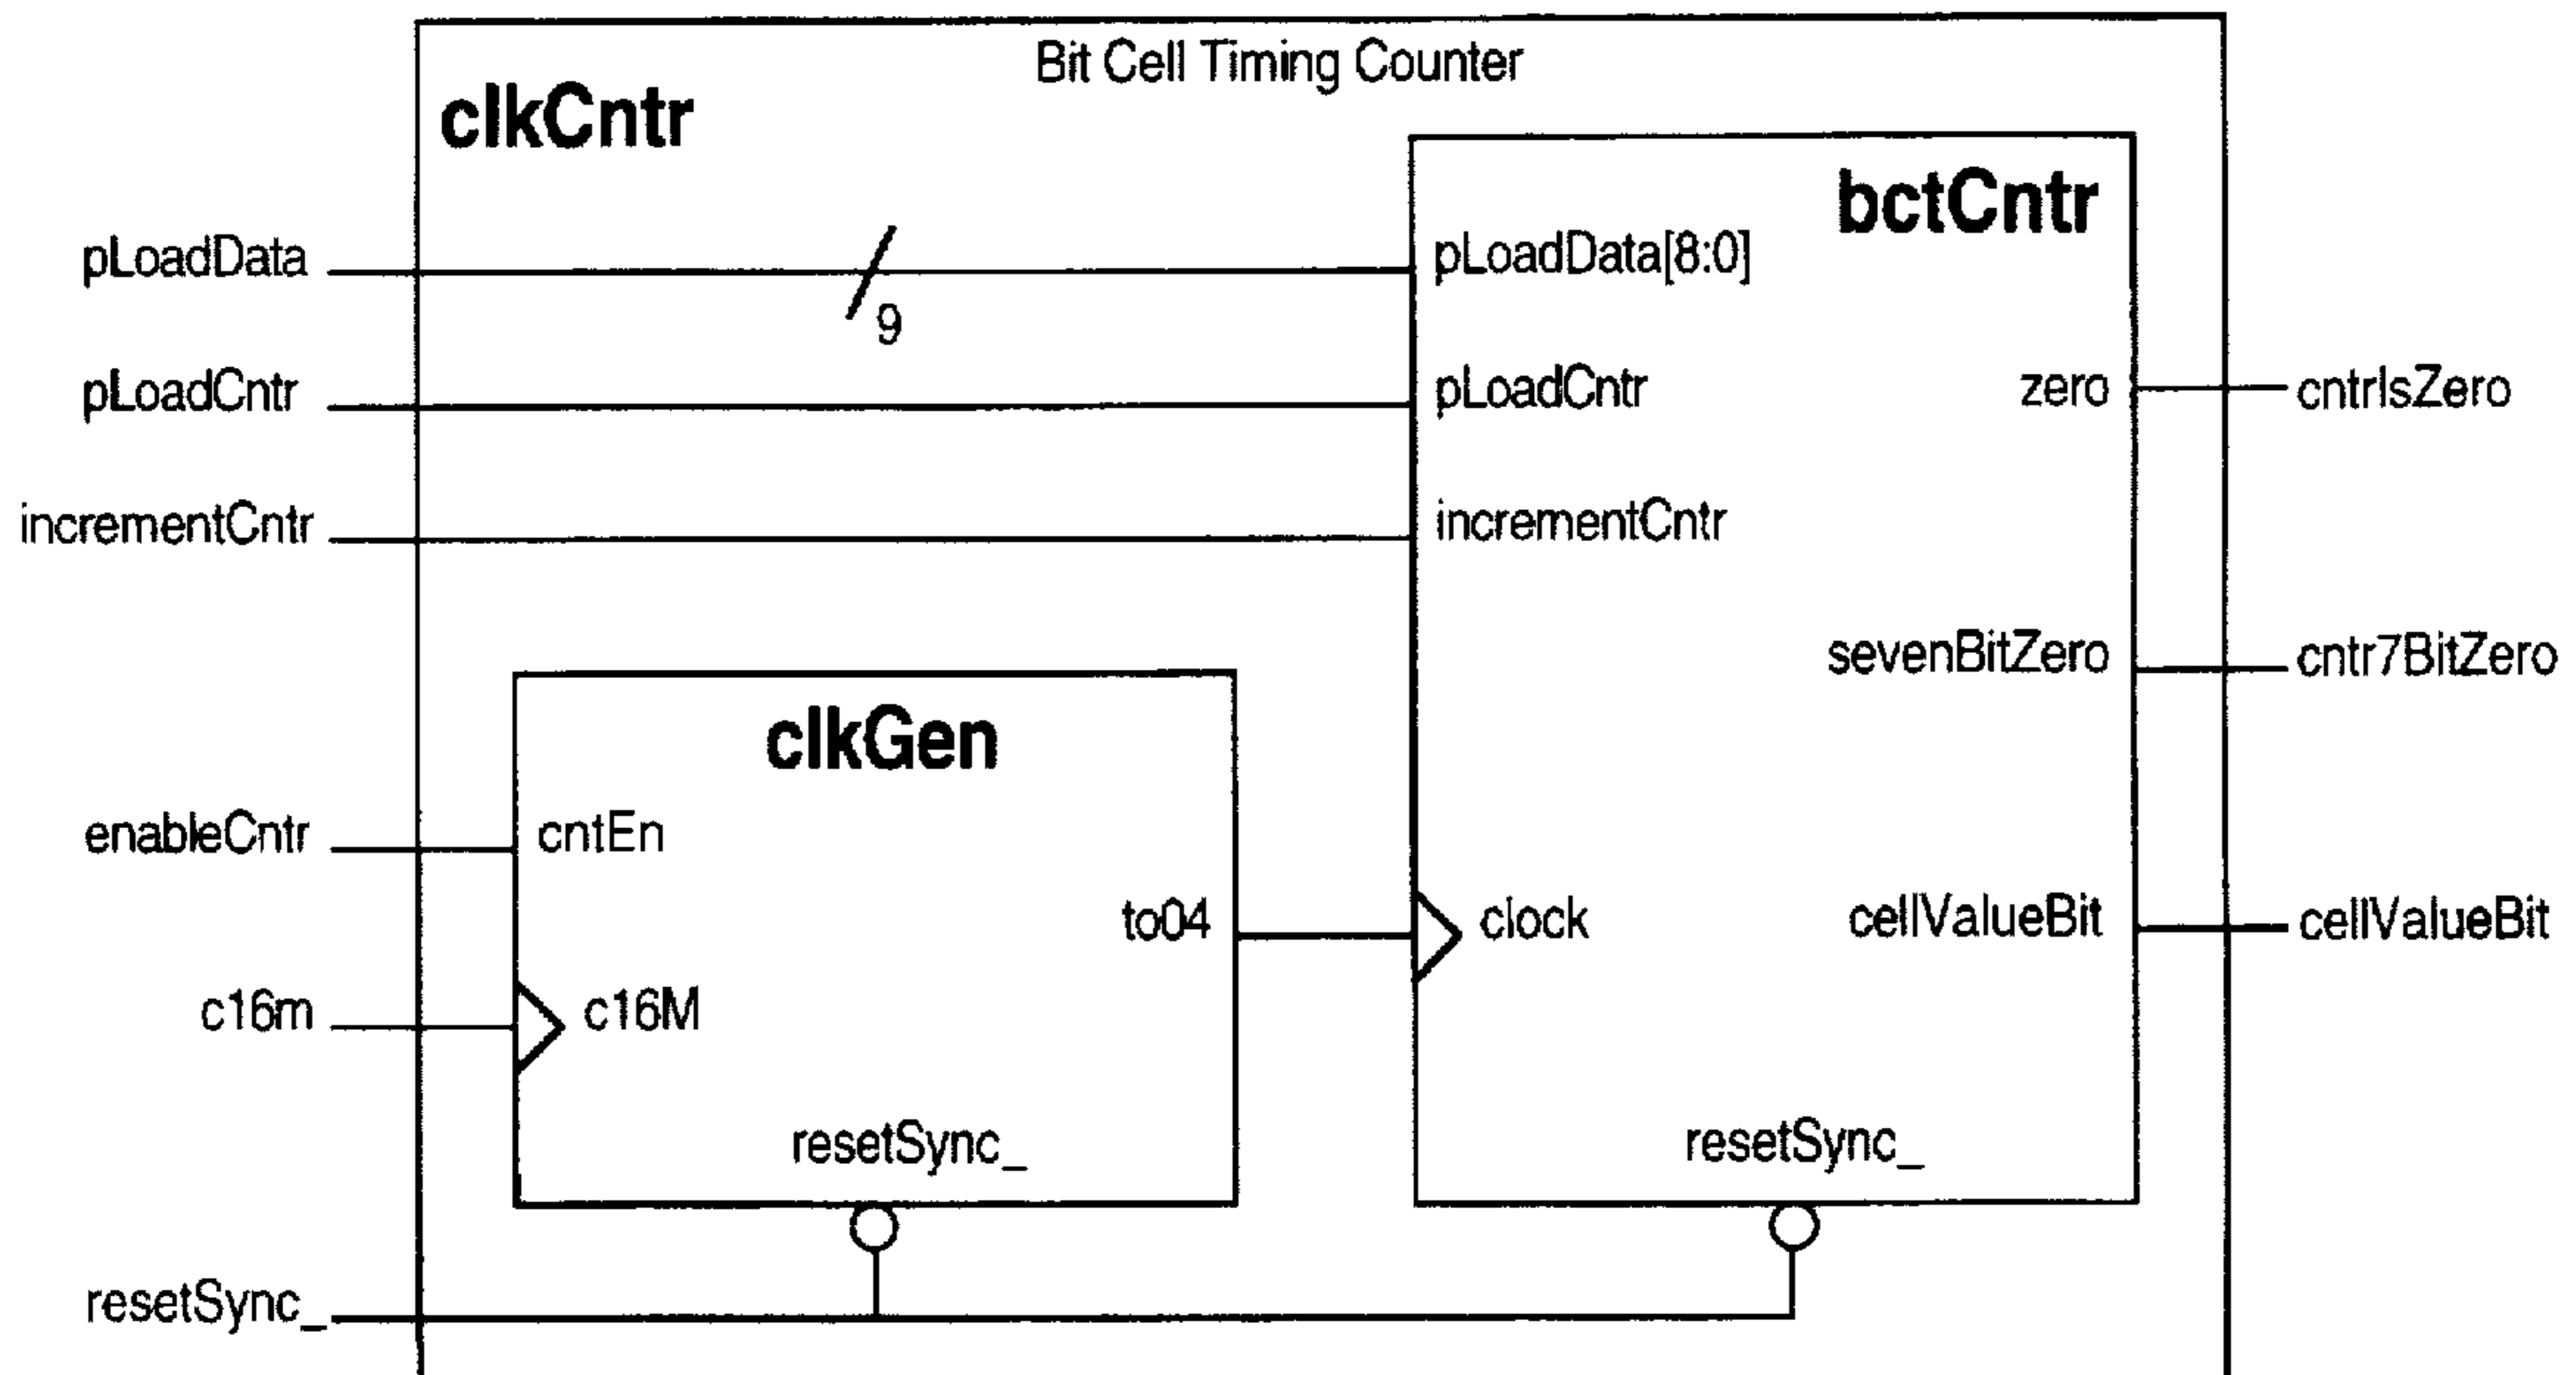 Bit Cell Timing Counter
clkCntr
bctCntr
pLoadData
9
pLoadData[8:0]
pLoadCntr
pLoadCntr
zero
cntrIsZero
incrementCntr
incrementCntr
sevenBitZero
cntr7BitZero
clkGen
enableCntr
cntEn
to04
clock
cellValueBit
cellValueBit
c16m
c16M
resetSync_
resetSync_
resetSync_